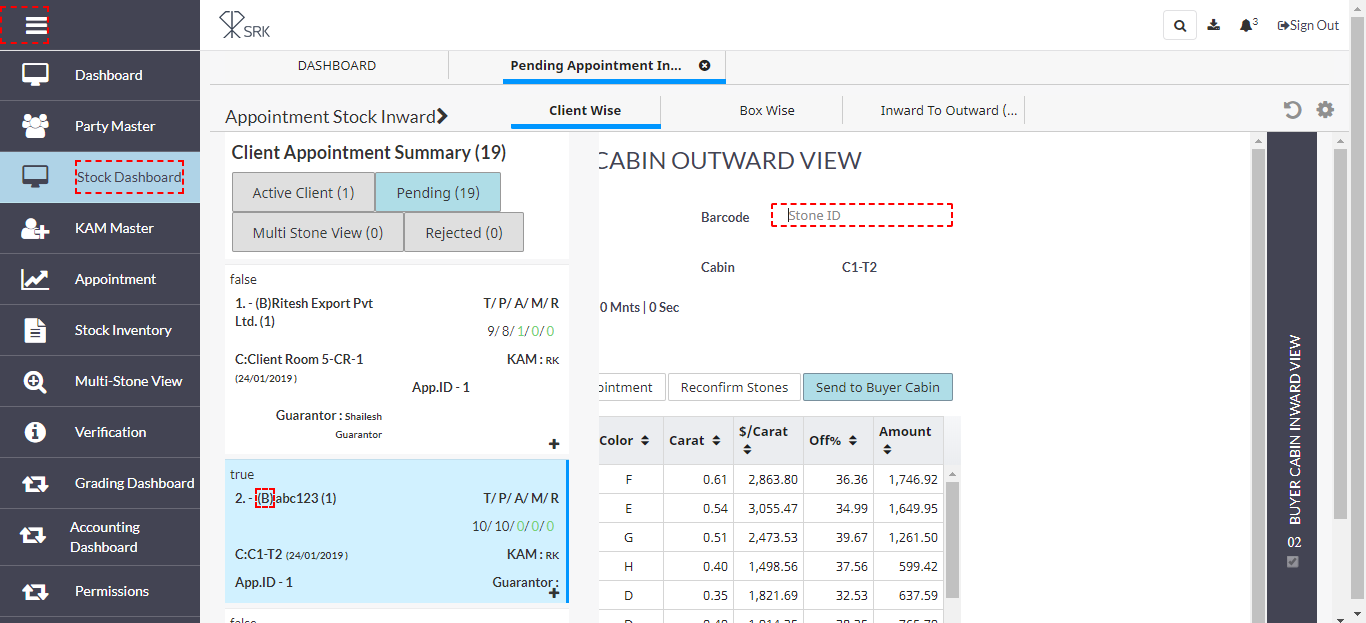 SRK
3
Sign Out
Dashboard
Party Master
Stock Dashboard
KAM Master
Appointment
Stock Inventory
Multi-Stone View
Verification
Grading Dashboard
Accounting
Dashboard
Permissions
DASHBOARD
Pending Appointment In...
Appointment Stock Inward
Client Wise
Box Wise
Inward To Outward (...
Client Appointment Summary (19)
Active Client (1)
Pending (19)
Multi Stone View (0)
Rejected (0)
false
1. - (B)Ritesh Export Pvt
Ltd. (1)
T/ P/ A/ M/ R
9/ 8/ 1/ 0/ 0
C:Client Room 5-CR-1
(24/01/2019 )
KAM : RK
App.ID - 1
Guarantor : Shailesh
Guarantor
true
2. - (B)abc123 (1)
T/ P/ A/ M/ R
10/ 10/ 0/ 0/ 0
C:C1-T2 (24/01/2019 )
KAM : RK
App.ID - 1
Guarantor :
false
CABIN OUTWARD VIEW
Barcode
Stone ID
Cabin
C1-T2
0 Mnts | 0 Sec
ointment
Reconfirm Stones
Send to Buyer Cabin
Color Carat $/Carat Off% Amount
F 0.61 2,863.80 36.36 1,746.92
E 0.54 3,055.47 34.99 1,649.95
G 0.51 2,473.53 39.67 1,261.50
H 0.40 1,498.56 37.56 599.42
D 0.35 1,821.69 32.53 637.59
BUYER CABIN INWARD VIEW
02